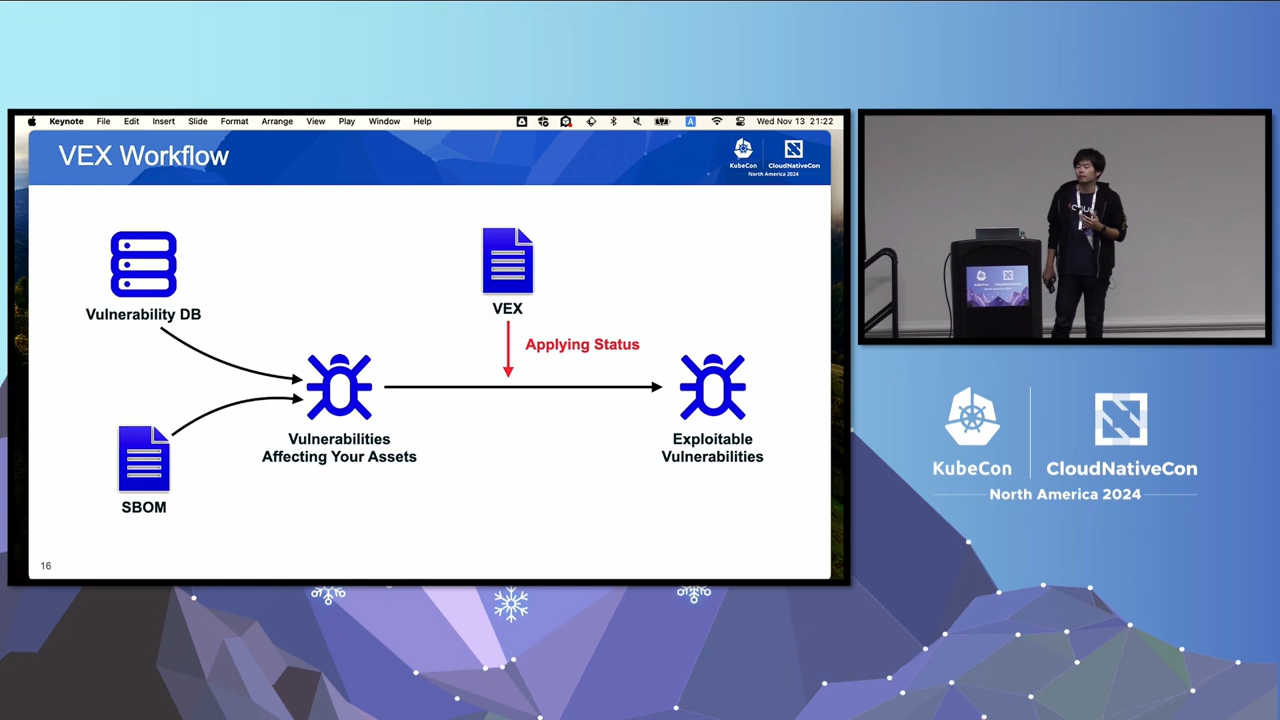 Keynote File Edit Insert Slide Format Arrange View Play Window Help A Wed Nov 13 21:22
VEX Workflow
KubeCon CloudNativeCon
North America 2024
Vulnerability DB
VEX
Applying Status
Vulnerabilities
Affecting Your Assets
Exploitable
Vulnerabilities
SBOM
16
KubeCon CloudNativeCon
North America 2024